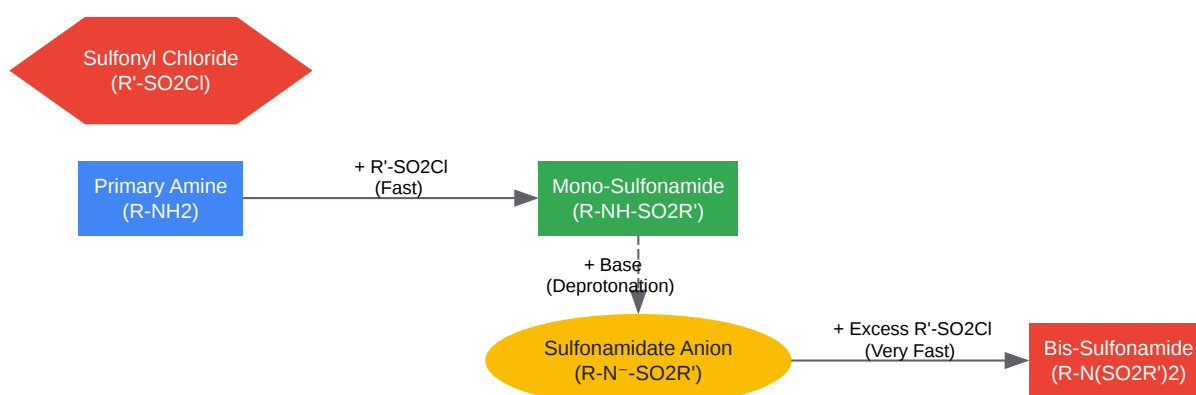 Sulfonyl Chloride
(R'-SO2Cl)
Primary Amine
(R-NH2)
+ R'-SO2Cl
(Fast)
Mono-Sulfonamide
(R-NH-SO2R')
+ Base
(Deprotonation)
Sulfonamidate Anion
(R-N⁻-SO2R')
+ Excess R'-SO2Cl
(Very Fast)
Bis-Sulfonamide
(R-N(SO2R')2)